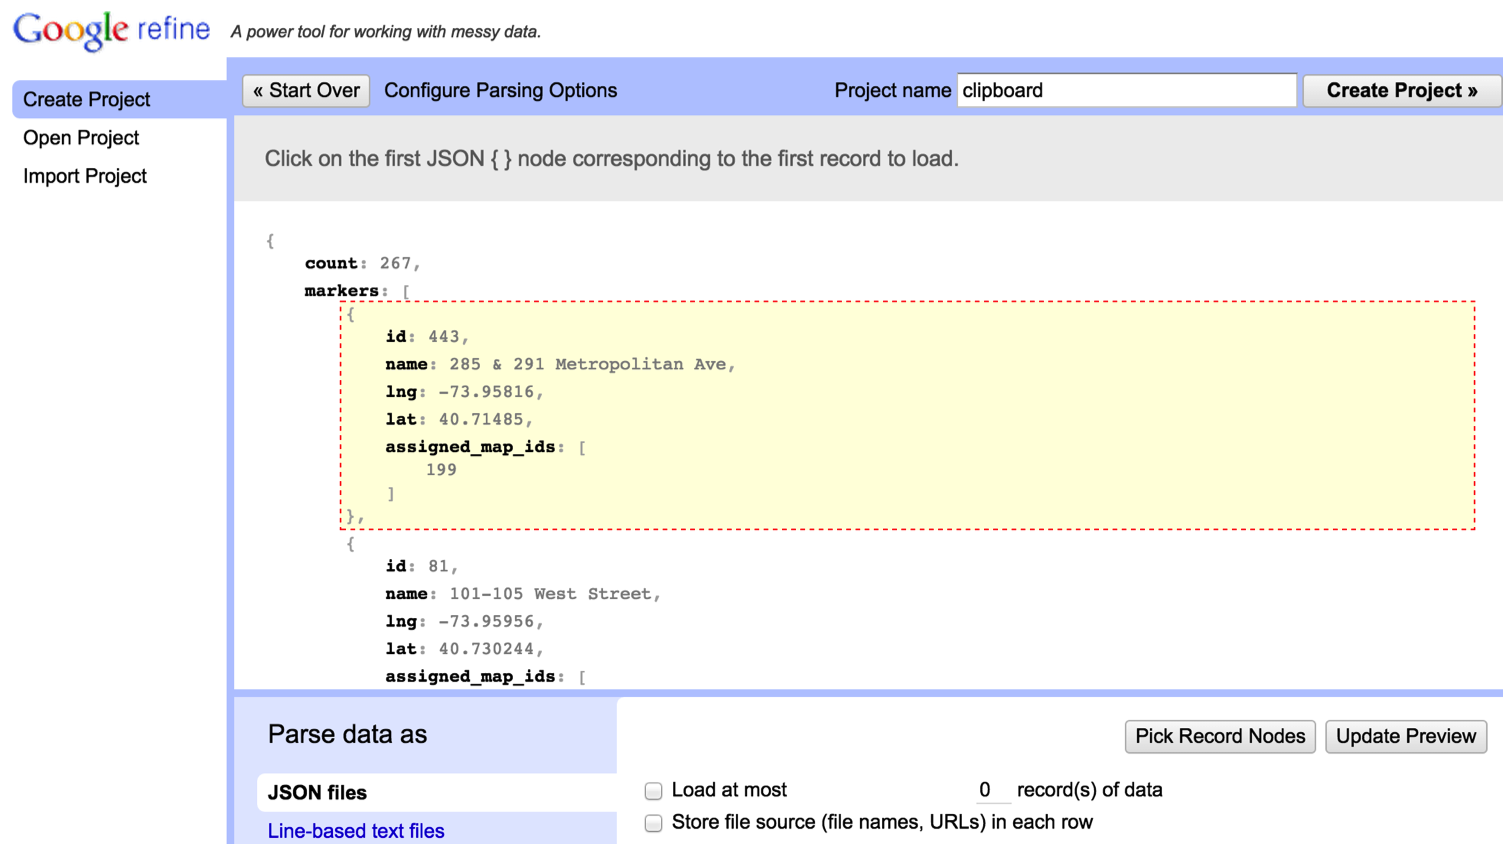 Google refine A power tool for working with messy data.
Create Project
Open Project
Import Project
« Start Over Configure Parsing Options Project name clipboard Create Project »
Click on the first JSON { } node corresponding to the first record to load.
{
count: 267,
markers: [
{
id: 443,
name: 285 & 291 Metropolitan Ave,
lng: -73.95816,
lat: 40.71485,
assigned_map_ids: [
199
]
},
{
id: 81,
name: 101-105 West Street,
lng: -73.95956,
lat: 40.730244,
assigned_map_ids: [
Parse data as
JSON files
Line-based text files
Pick Record Nodes Update Preview
Load at most 0 record(s) of data
Store file source (file names, URLs) in each row